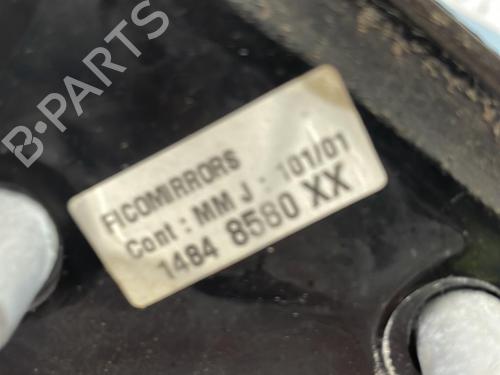 B-PARTS
FICOMIRRORS
Cont : MM J : 101/01
1484 8580 XX